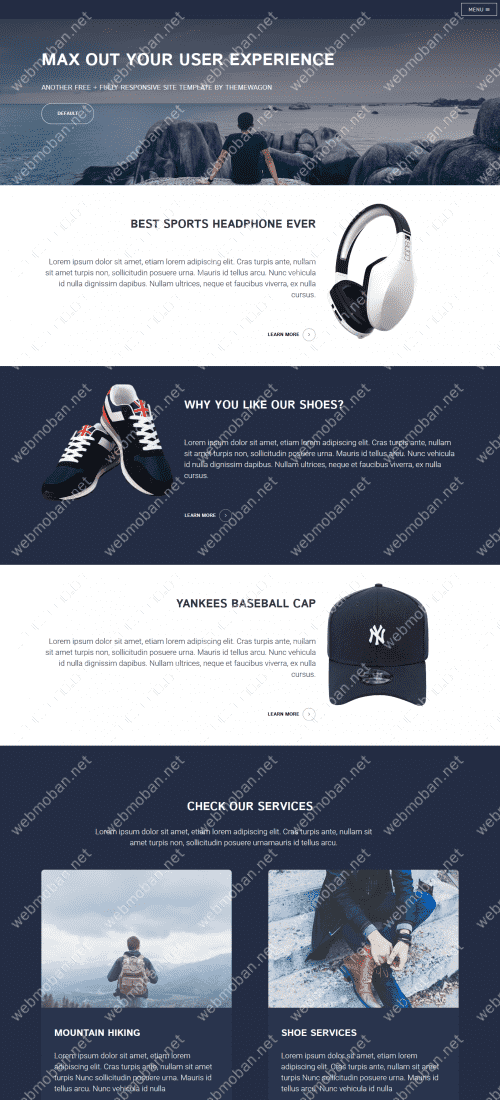 MENU ≡
MAX OUT YOUR USER EXPERIENCE
ANOTHER FREE + FULLY RESPONSIVE SITE TEMPLATE BY THEMEWAGON
DEFAULT
BEST SPORTS HEADPHONE EVER
Lorem ipsum dolor sit amet, etiam lorem adipiscing elit. Cras turpis ante, nullam
sit amet turpis non, sollicitudin posuere urna. Mauris id tellus arcu. Nunc vehicula
id nulla dignissim dapibus. Nullam ultrices, neque et faucibus viverra, ex nulla
cursus.
LEARN MORE
WHY YOU LIKE OUR SHOES?
Lorem ipsum dolor sit amet, etiam lorem adipiscing elit. Cras turpis ante, nullam
sit amet turpis non, sollicitudin posuere urna. Mauris id tellus arcu. Nunc vehicula
id nulla dignissim dapibus. Nullam ultrices, neque et faucibus viverra, ex nulla
cursus.
LEARN MORE
YANKEES BASEBALL CAP
Lorem ipsum dolor sit amet, etiam lorem adipiscing elit. Cras turpis ante, nullam
sit amet turpis non, sollicitudin posuere urna. Mauris id tellus arcu. Nunc vehicula
id nulla dignissim dapibus. Nullam ultrices, neque et faucibus viverra, ex nulla
cursus.
NY
LEARN MORE
CHECK OUR SERVICES
Lorem ipsum dolor sit amet, etiam lorem adipiscing elit. Cras turpis ante, nullam sit
amet turpis non, sollicitudin posuere urnamauris id tellus arcu.
MOUNTAIN HIKING
Lorem ipsum dolor sit amet, etiam lorem
adipiscing elit. Cras turpis ante, nullam sit amet
turpis Nunc sollicitudin posuere urna. Mauris id
tellus arcu. Nunc vehicula id nulla
SHOE SERVICES
Lorem ipsum dolor sit amet, etiam lorem
adipiscing elit. Cras turpis ante, nullam sit amet
turpis Nunc sollicitudin posuere urna. Mauris id
tellus arcu. Nunc vehicula id nulla
webmoban.net